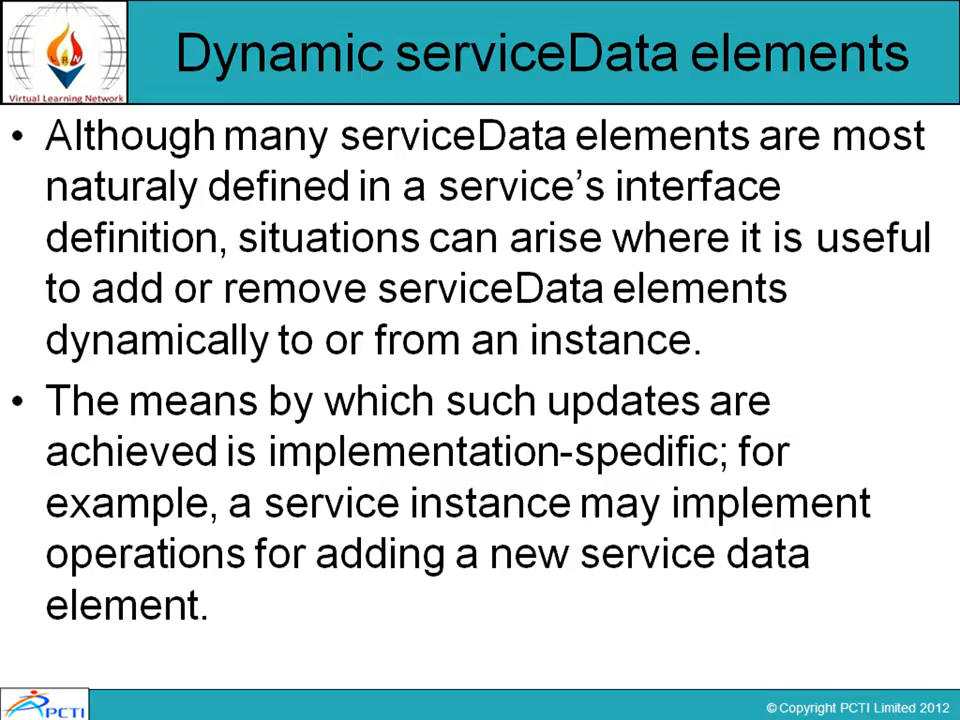 Dynamic serviceData elements
VRN
Virtual Learning Network
• Although many serviceData elements are most
naturaly defined in a service's interface
definition, situations can arise where it is useful
to add or remove serviceData elements
dynamically to or from an instance.
• The means by which such updates are
achieved is implementation-spedific; for
example, a service instance may implement
operations for adding a new service data
element.
PCTI
© Copyright PCTI Limited 2012